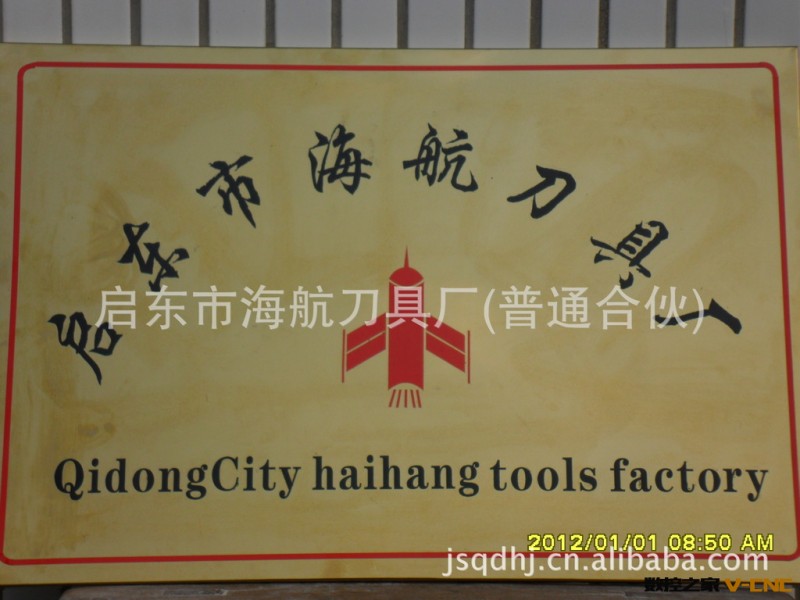 启东市海航刀具厂
启东市海航刀具厂(普通合伙)
QidongCity haihang tools factory
2012/01/01 08:50 AM
jsqdhj.cn.alibaba.com
数控之家-V-CNC